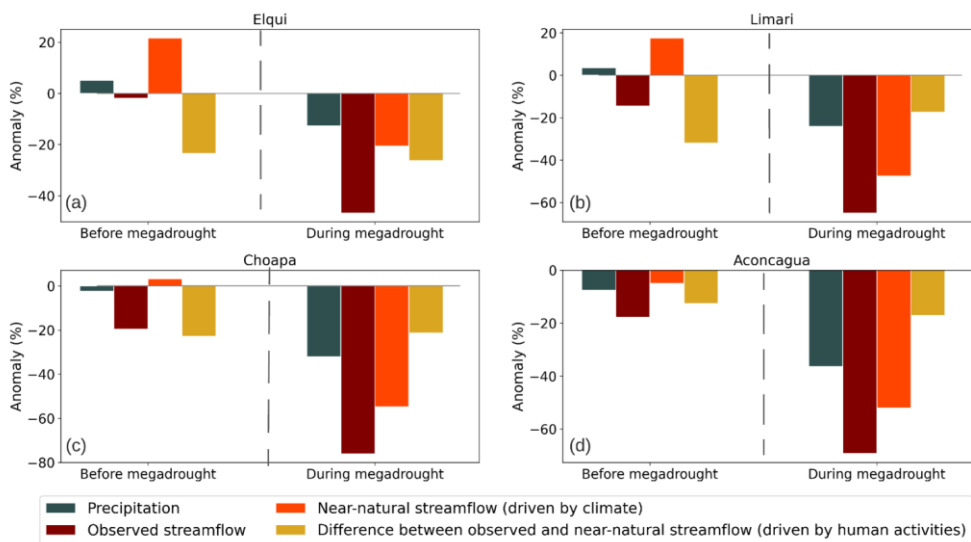 Elqui
Limari
20
0
−20
−40
Anomaly (%)
(a)
Before megadrought
During megadrought
20
0
−20
−40
−60
Anomaly (%)
(b)
Before megadrought
During megadrought
Choapa
Aconcagua
0
−20
−40
−60
−80
Anomaly (%)
(c)
Before megadrought
During megadrought
0
−20
−40
−60
Anomaly (%)
(d)
Before megadrought
During megadrought
Precipitation
Observed streamflow
Near-natural streamflow (driven by climate)
Difference between observed and near-natural streamflow (driven by human activities)